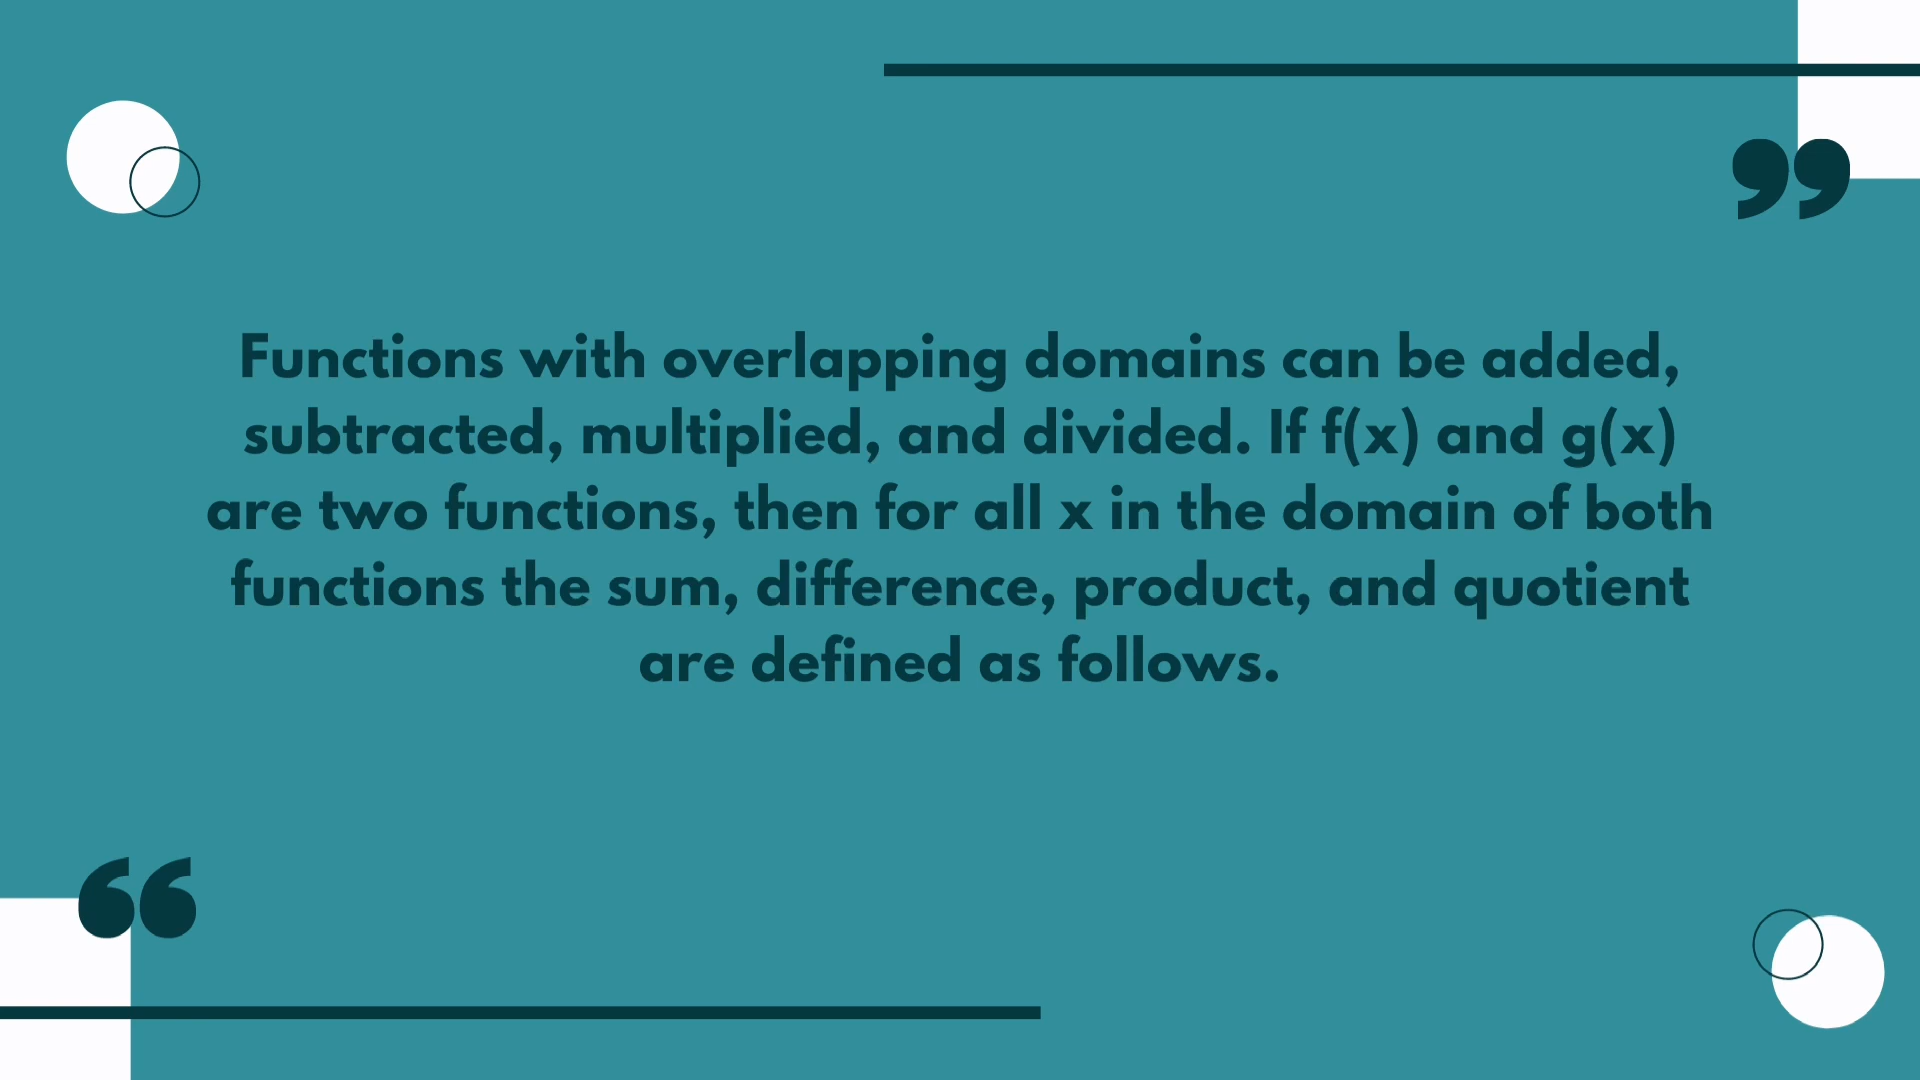 Functions with overlapping domains can be added,
subtracted, multiplied, and divided. If f(x) and g(x)
are two functions, then for all x in the domain of both
functions the sum, difference, product, and quotient
are defined as follows.